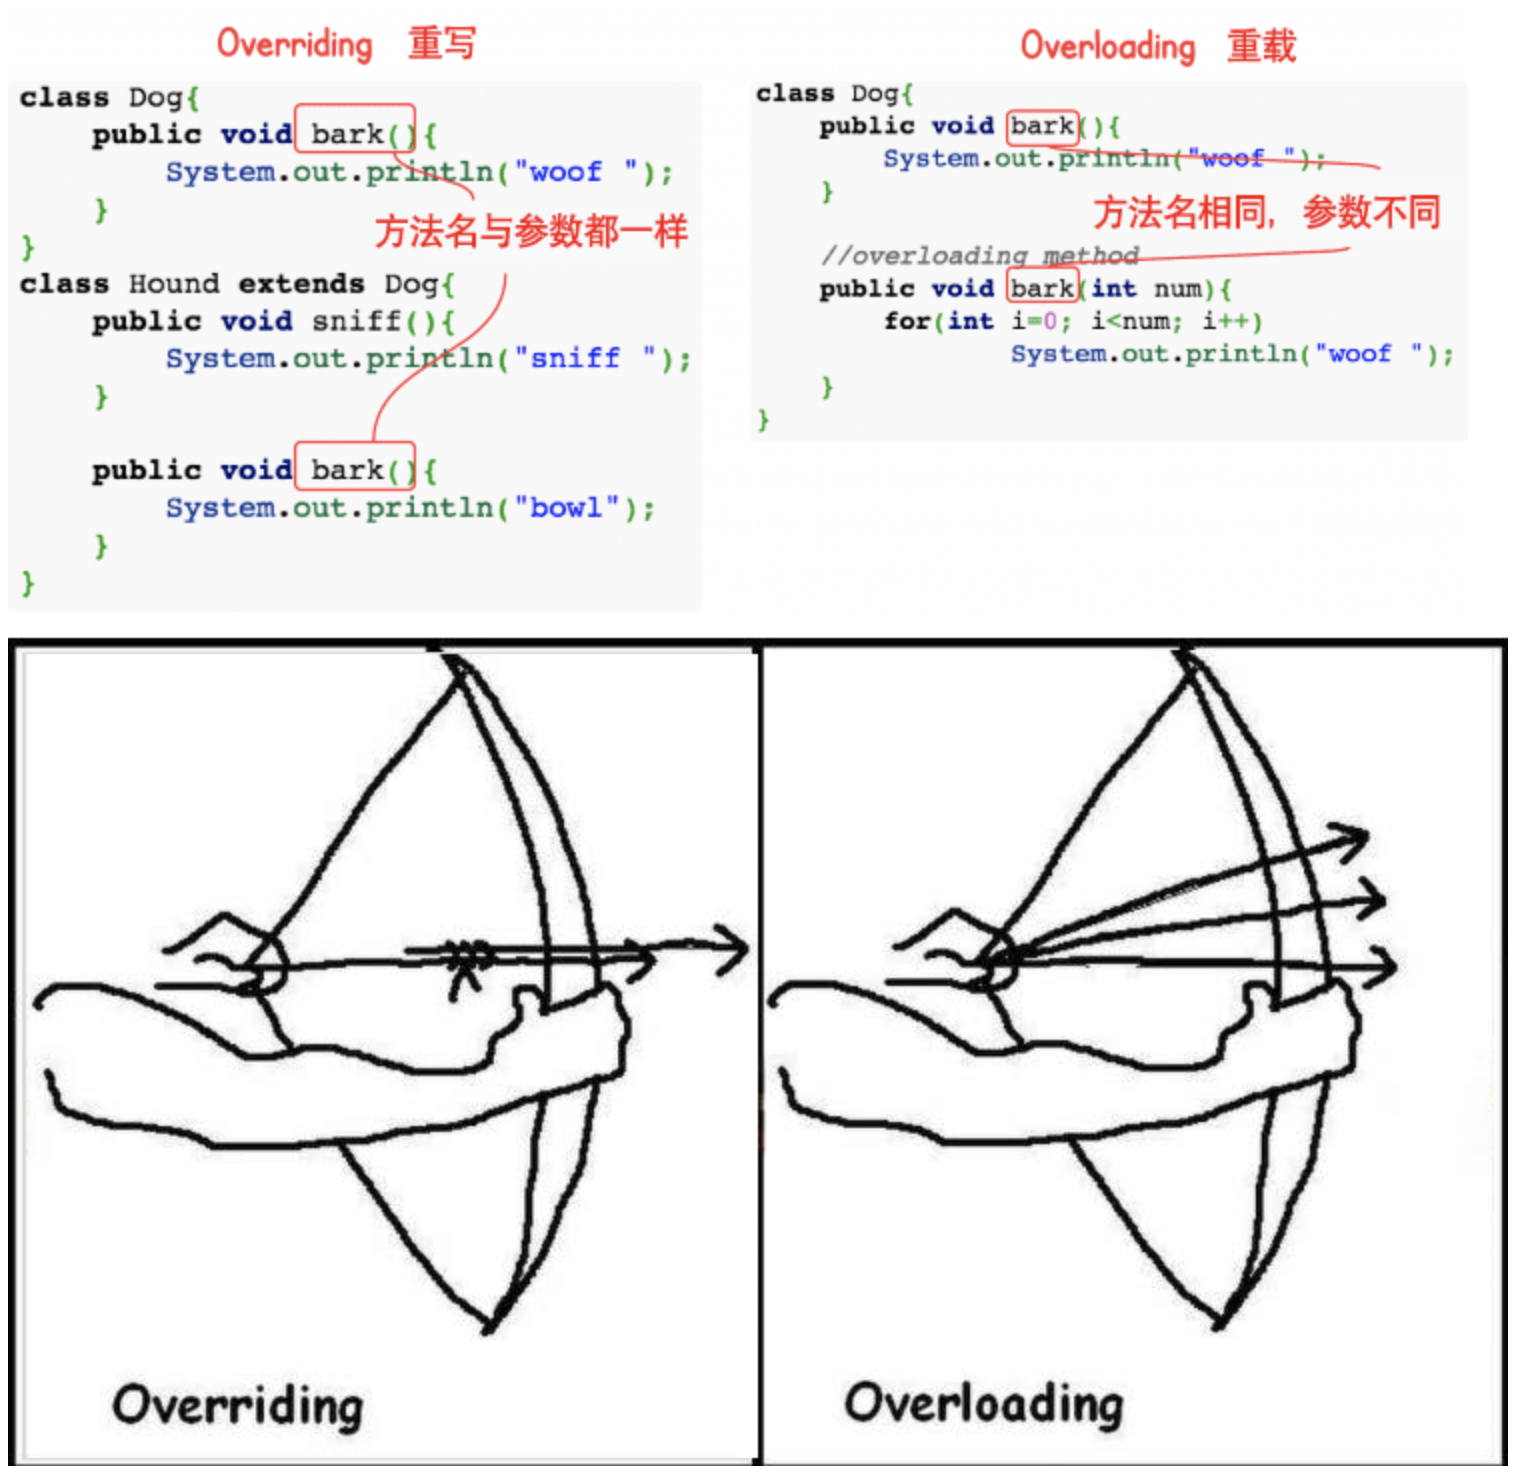 Overriding 重写
class Dog{
    public void bark(){
        System.out.println("woof ");
    }
}
方法名与参数都一样
class Hound extends Dog{
    public void sniff(){
        System.out.println("sniff ");
    }
    public void bark(){
        System.out.println("bowl");
    }
}
Overloading 重载
class Dog{
    public void bark(){
        System.out.println("woof ");
    }
方法名相同，参数不同
    //overloading method
    public void bark(int num){
        for(int i=0; i<num; i++)
            System.out.println("woof ");
    }
}
Overriding
Overloading